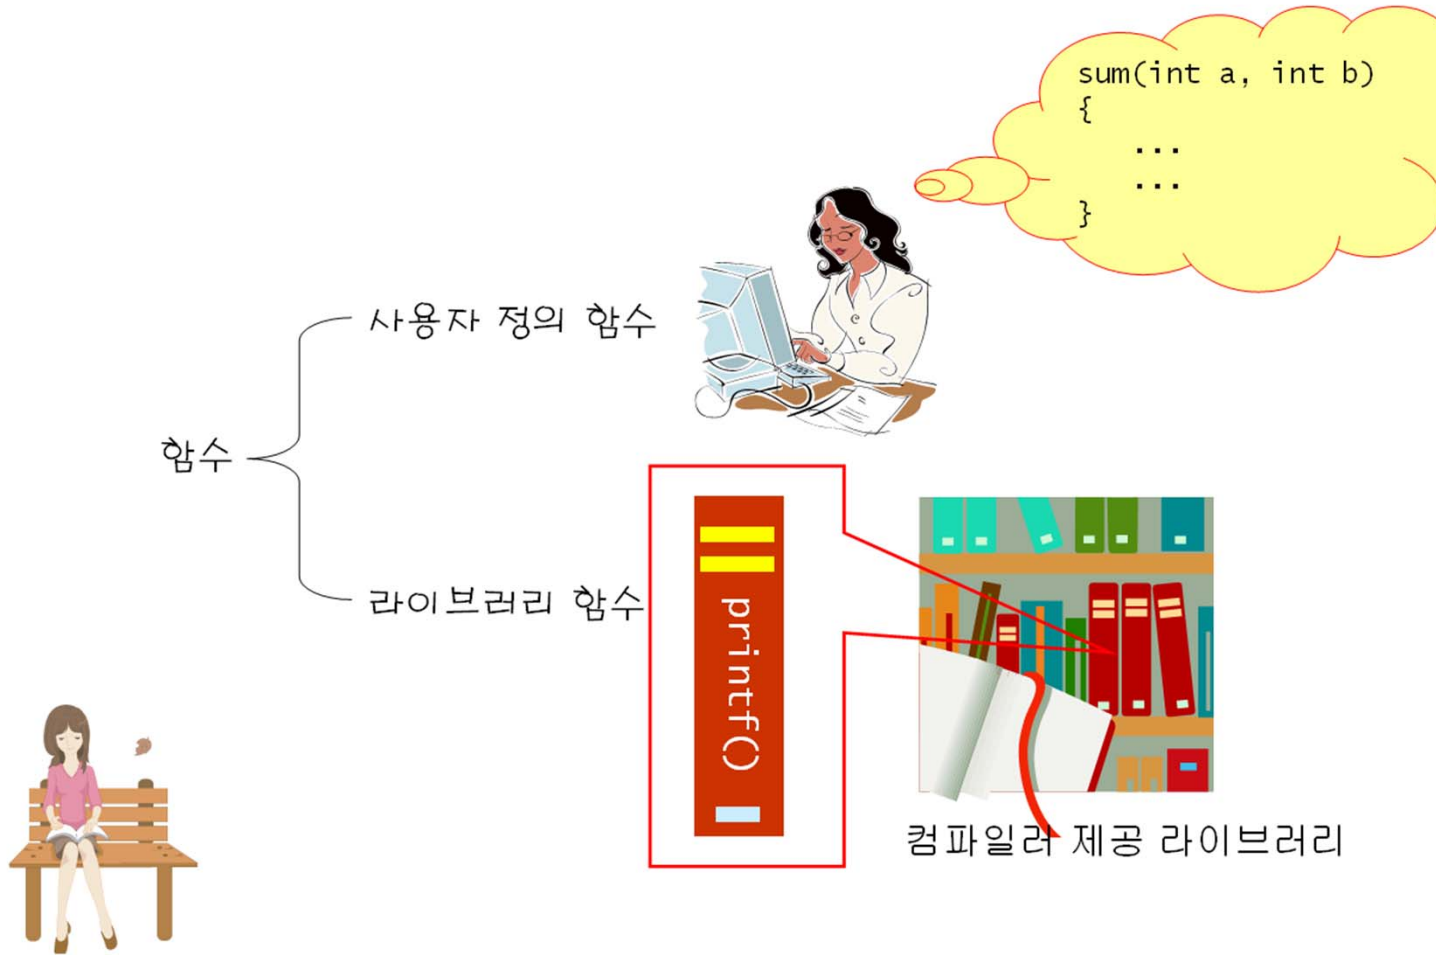 sum(int a, int b)
{
...
...
}
사용자 정의 함수
함수
라이브러리 함수
printf()
컴파일러 제공 라이브러리